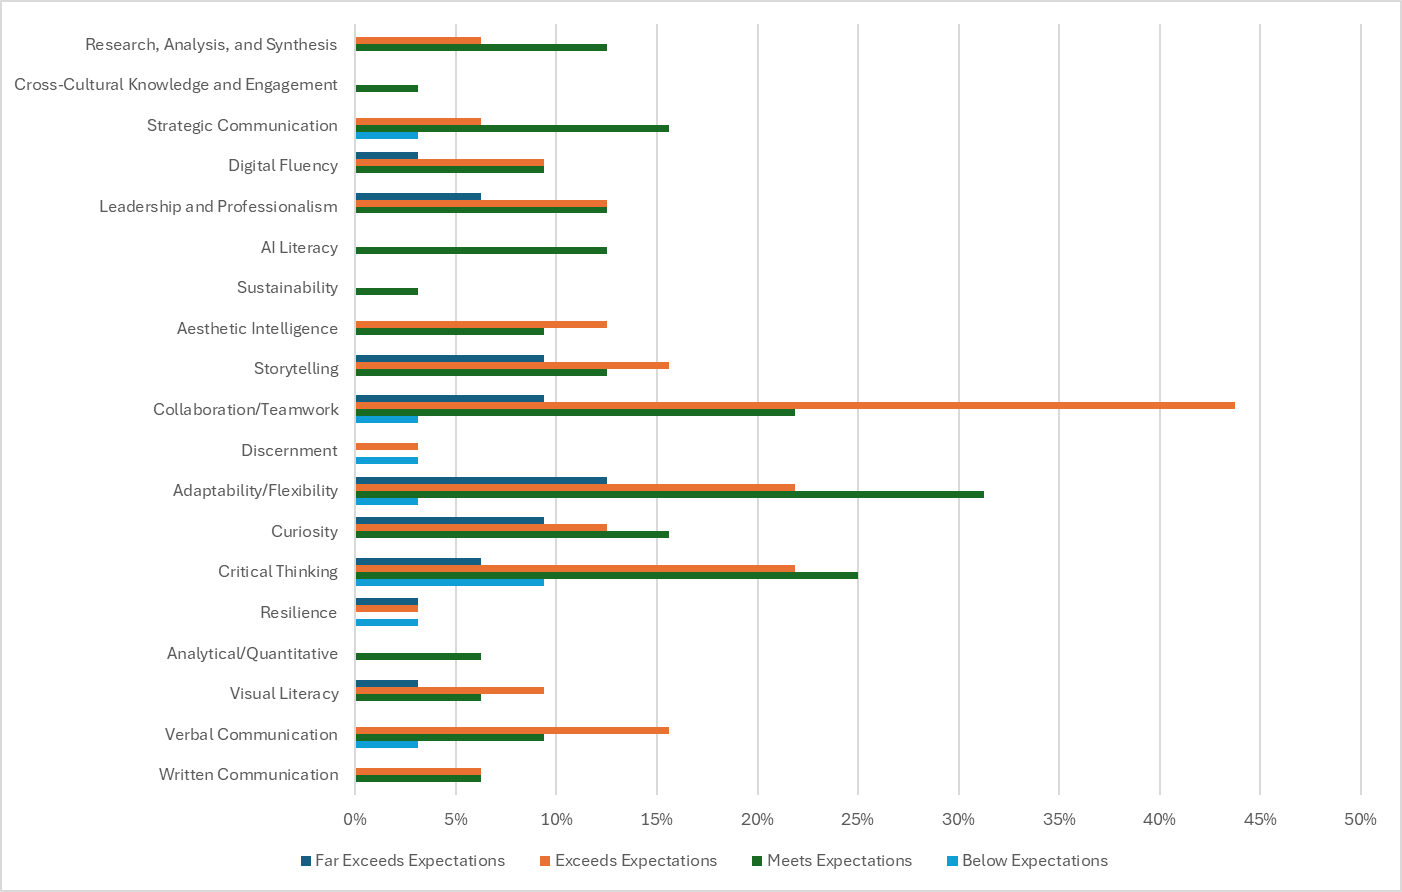 Research, Analysis, and Synthesis
Cross-Cultural Knowledge and Engagement
Strategic Communication
Digital Fluency
Leadership and Professionalism
AI Literacy
Sustainability
Aesthetic Intelligence
Storytelling
Collaboration/Teamwork
Discernment
Adaptability/Flexibility
Curiosity
Critical Thinking
Resilience
Analytical/Quantitative
Visual Literacy
Verbal Communication
Written Communication
0% 5% 10% 15% 20% 25% 30% 35% 40% 45% 50%
Far Exceeds Expectations Exceeds Expectations Meets Expectations Below Expectations